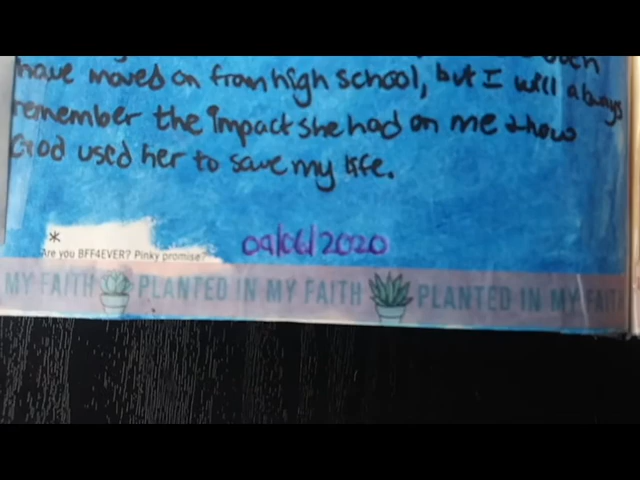 have moved on from high school, but I will always
remember the impact she had on me & how
God used her to save my life.
*
Are you BFF4EVER? Pinky promise?
09/06/2020
MY FAITH PLANTED IN MY FAITH PLANTED IN MY FAITH